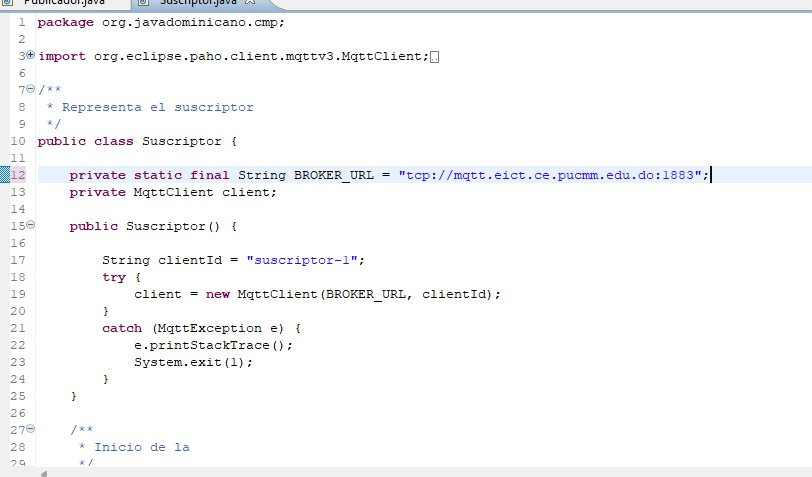 Publicador.java Suscriptor.java
1 package org.javadominicano.cmp;
2
3 import org.eclipse.paho.client.mqttv3.MqttClient;
6
7 /**
8 * Representa el suscriptor
9 */
10 public class Suscriptor {
11
12 private static final String BROKER_URL = "tcp://mqtt.eict.ce.pucmm.edu.do:1883";
13 private MqttClient client;
14
15 public Suscriptor() {
16
17 String clientId = "suscriptor-1";
18 try {
19 client = new MqttClient(BROKER_URL, clientId);
20 }
21 catch (MqttException e) {
22 e.printStackTrace();
23 System.exit(1);
24 }
25 }
26
27 /**
28 * Inicio de la
29 */